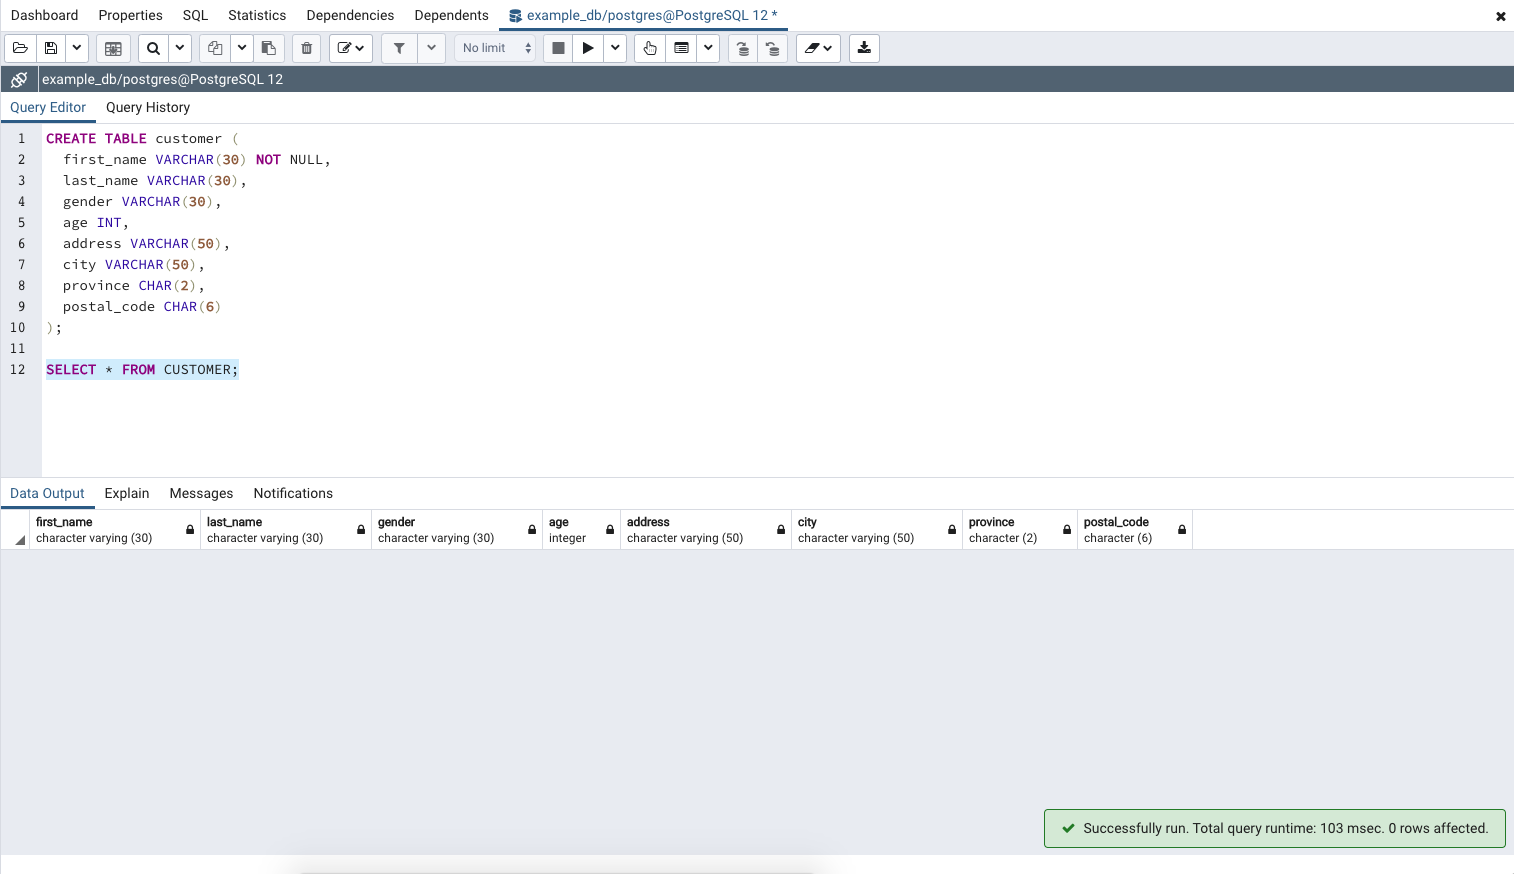 Dashboard Properties SQL Statistics Dependencies Dependents example_db/postgres@PostgreSQL 12 *
No limit
example_db/postgres@PostgreSQL 12
Query Editor Query History
1 CREATE TABLE customer (
2 first_name VARCHAR(30) NOT NULL,
3 last_name VARCHAR(30),
4 gender VARCHAR(30),
5 age INT,
6 address VARCHAR(50),
7 city VARCHAR(50),
8 province CHAR(2),
9 postal_code CHAR(6)
10 );
11
12 SELECT * FROM CUSTOMER;
Data Output Explain Messages Notifications
first_name last_name gender age address city province postal_code
character varying (30) character varying (30) character varying (30) integer character varying (50) character varying (50) character (2) character (6)
Successfully run. Total query runtime: 103 msec. 0 rows affected.